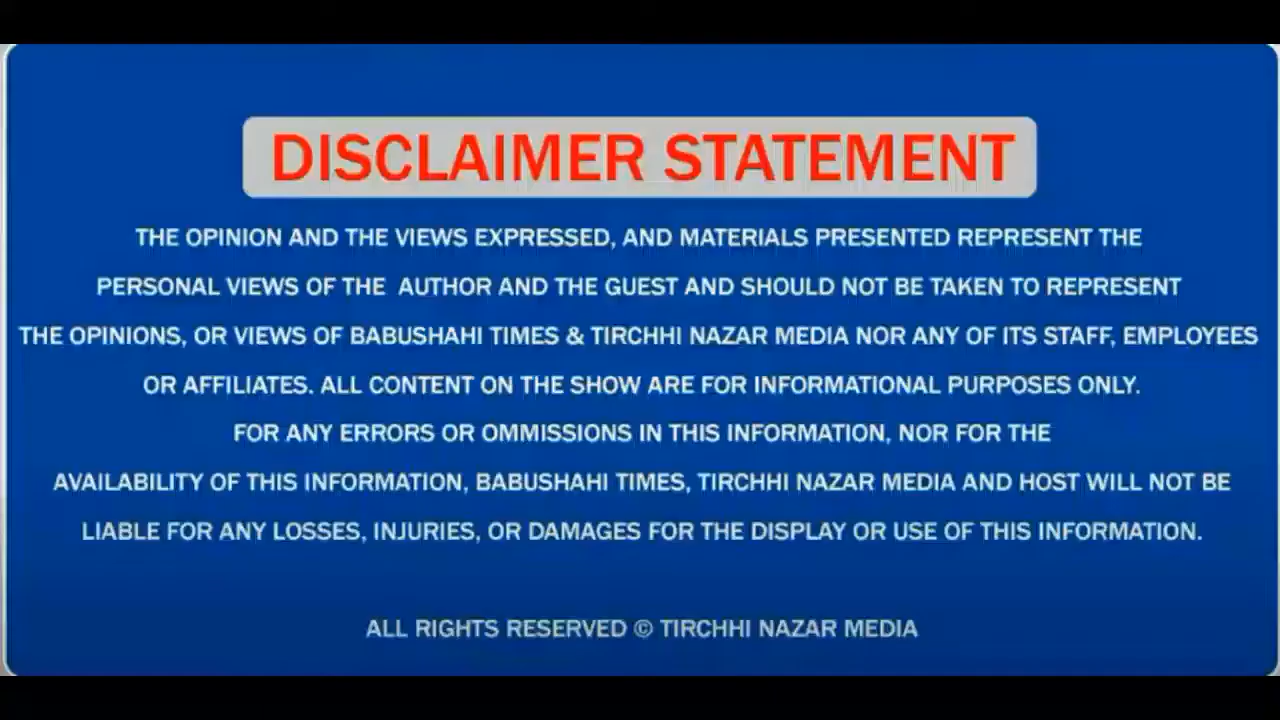 DISCLAIMER STATEMENT
THE OPINION AND THE VIEWS EXPRESSED, AND MATERIALS PRESENTED REPRESENT THE
PERSONAL VIEWS OF THE AUTHOR AND THE GUEST AND SHOULD NOT BE TAKEN TO REPRESENT
THE OPINIONS, OR VIEWS OF BABUSHAHI TIMES & TIRCHHI NAZAR MEDIA NOR ANY OF ITS STAFF, EMPLOYEES
OR AFFILIATES. ALL CONTENT ON THE SHOW ARE FOR INFORMATIONAL PURPOSES ONLY.
FOR ANY ERRORS OR OMMISSIONS IN THIS INFORMATION, NOR FOR THE
AVAILABILITY OF THIS INFORMATION, BABUSHAHI TIMES, TIRCHHI NAZAR MEDIA AND HOST WILL NOT BE
LIABLE FOR ANY LOSSES, INJURIES, OR DAMAGES FOR THE DISPLAY OR USE OF THIS INFORMATION.
ALL RIGHTS RESERVED © TIRCHHI NAZAR MEDIA